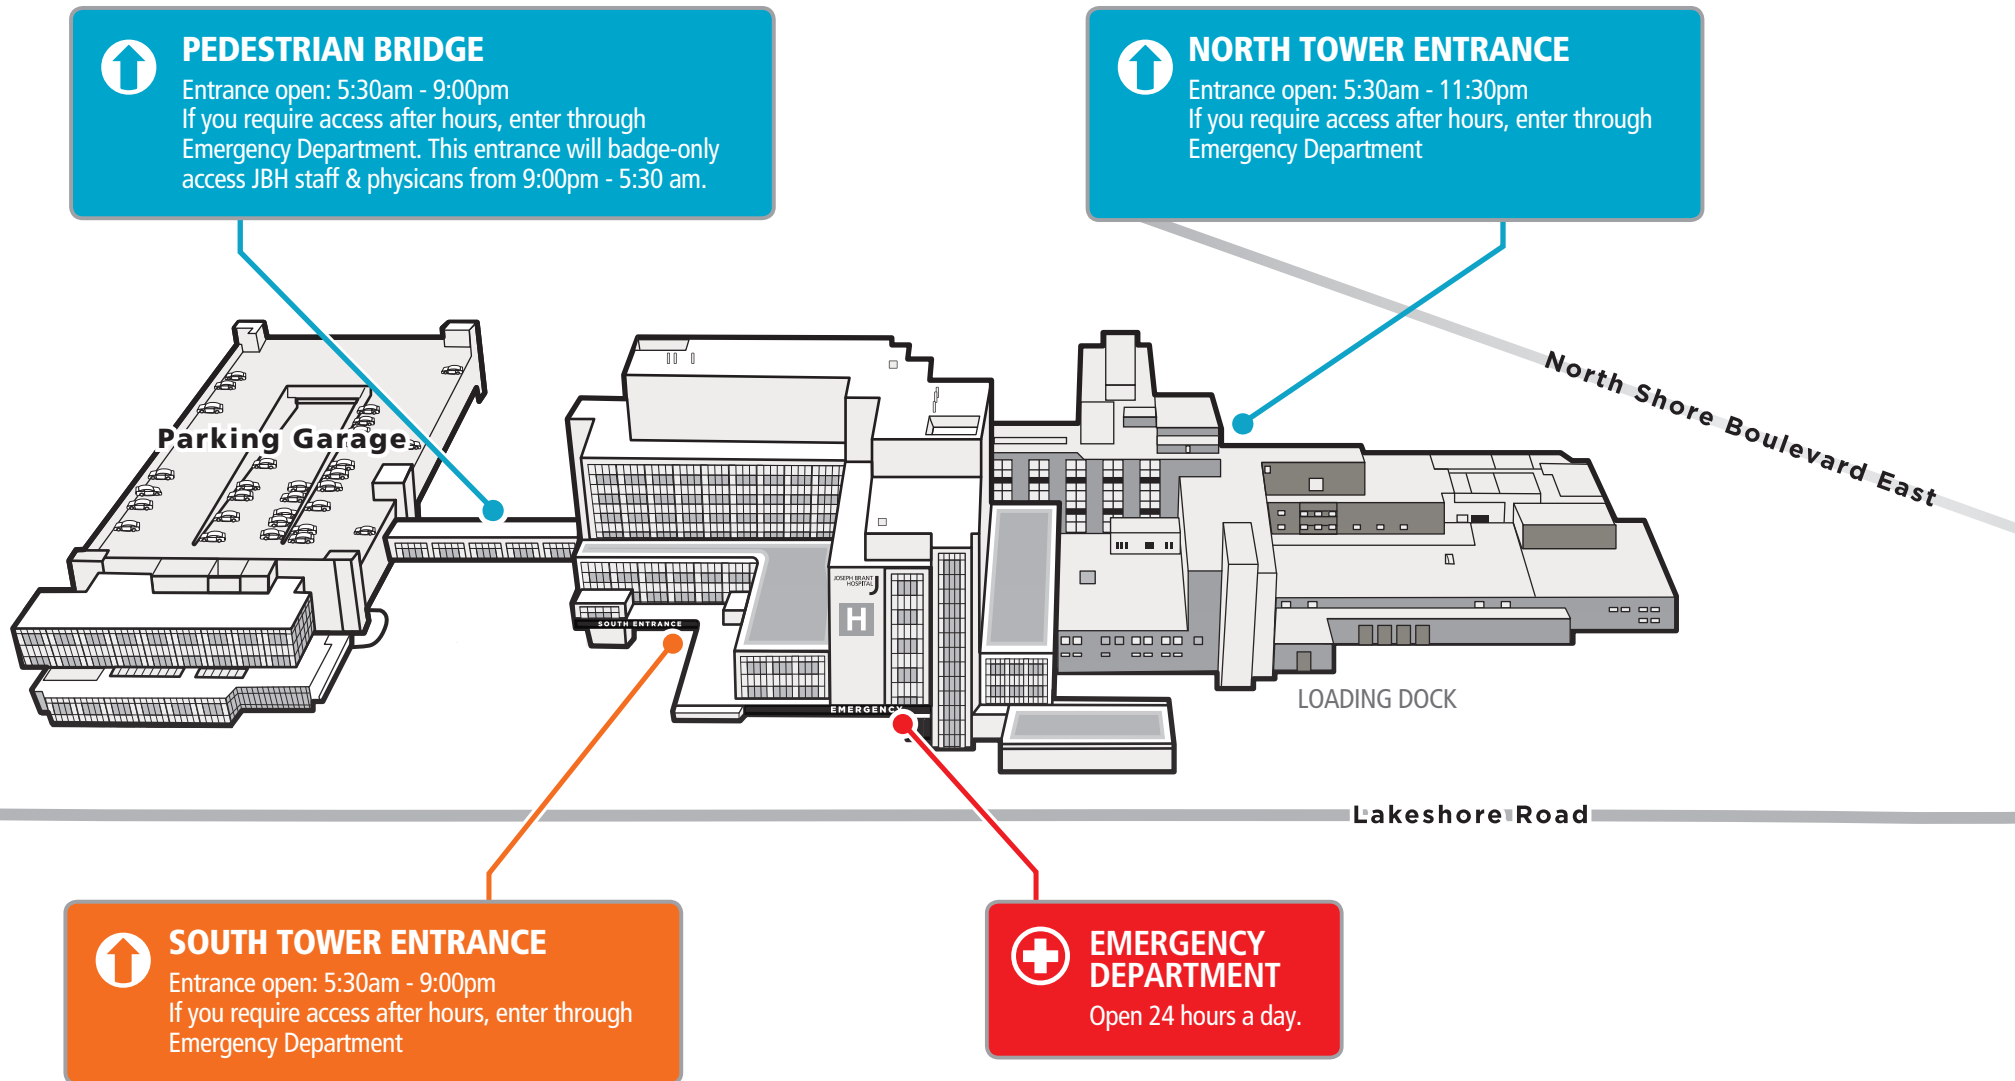 PEDESTRIAN BRIDGE
Entrance open: 5:30am - 9:00pm
If you require access after hours, enter through
Emergency Department. This entrance will badge-only
access JBH staff & physicans from 9:00pm - 5:30 am.
NORTH TOWER ENTRANCE
Entrance open: 5:30am - 11:30pm
If you require access after hours, enter through
Emergency Department
North Shore Boulevard East
Parking Garage
JOSEPH BRANT
HOSPITAL
H
SOUTH ENTRANCE
EMERGENCY
LOADING DOCK
Lakeshore Road
SOUTH TOWER ENTRANCE
Entrance open: 5:30am - 9:00pm
If you require access after hours, enter through
Emergency Department
EMERGENCY
DEPARTMENT
Open 24 hours a day.